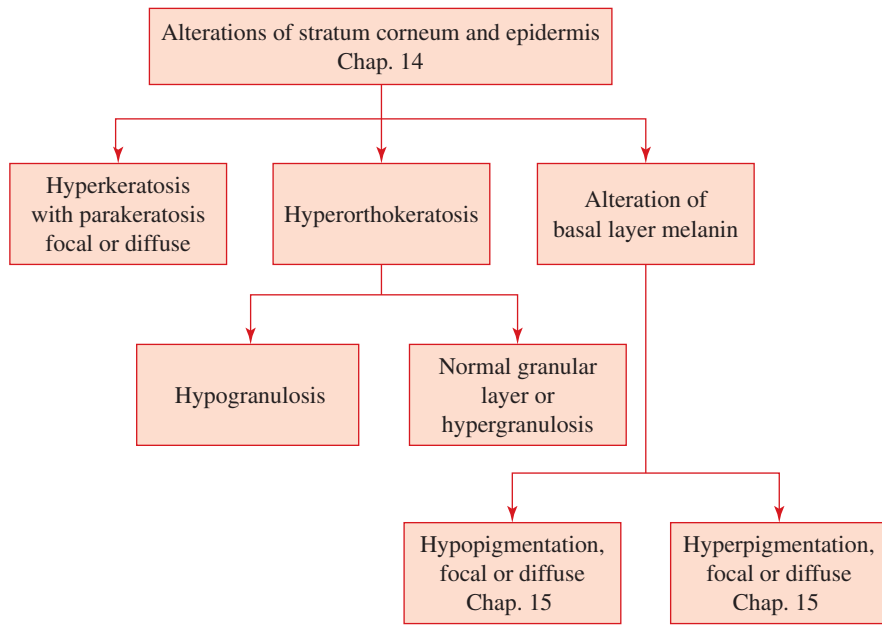 Alterations of stratum corneum and epidermis
Chap. 14
Hyperkeratosis
with parakeratosis
focal or diffuse
Hyperorthokeratosis
Alteration of
basal layer melanin
Hypogranulosis
Normal granular
layer or
hypergranulosis
Hypopigmentation,
focal or diffuse
Chap. 15
Hyperpigmentation,
focal or diffuse
Chap. 15